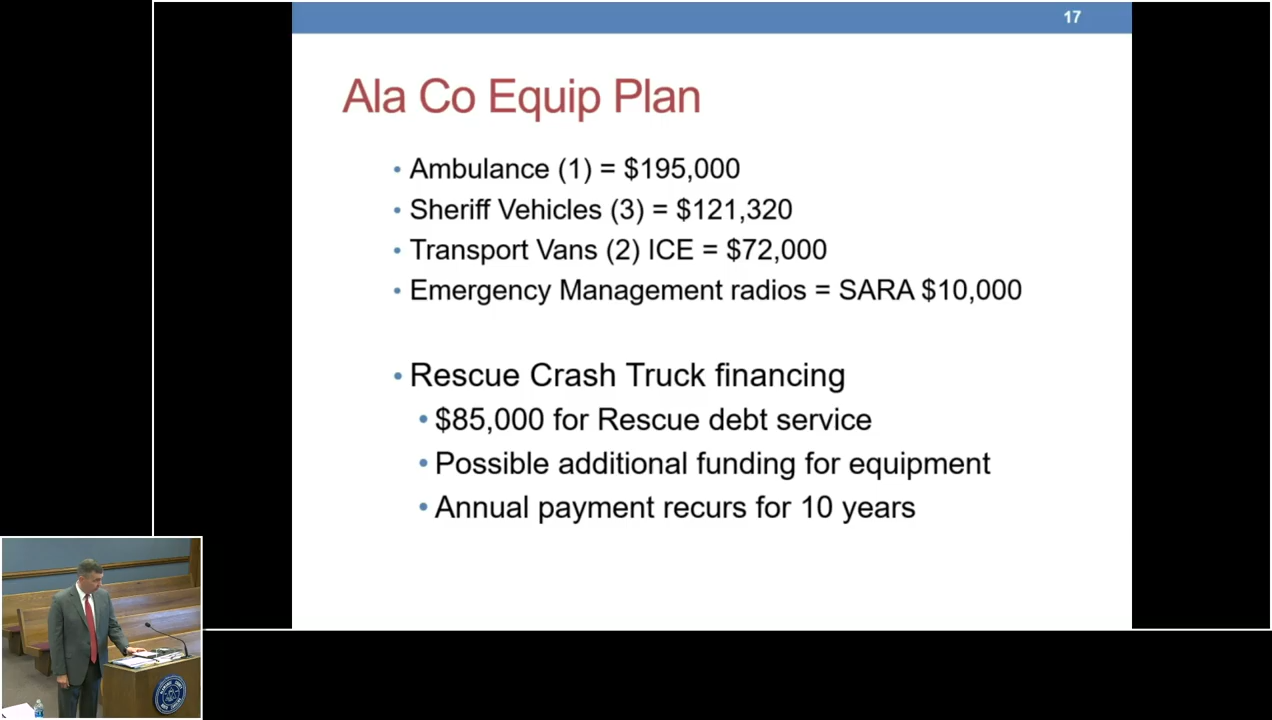 17
Ala Co Equip Plan
• Ambulance (1) = $195,000
• Sheriff Vehicles (3) = $121,320
• Transport Vans (2) ICE = $72,000
• Emergency Management radios = SARA $10,000
• Rescue Crash Truck financing
• $85,000 for Rescue debt service
• Possible additional funding for equipment
• Annual payment recurs for 10 years